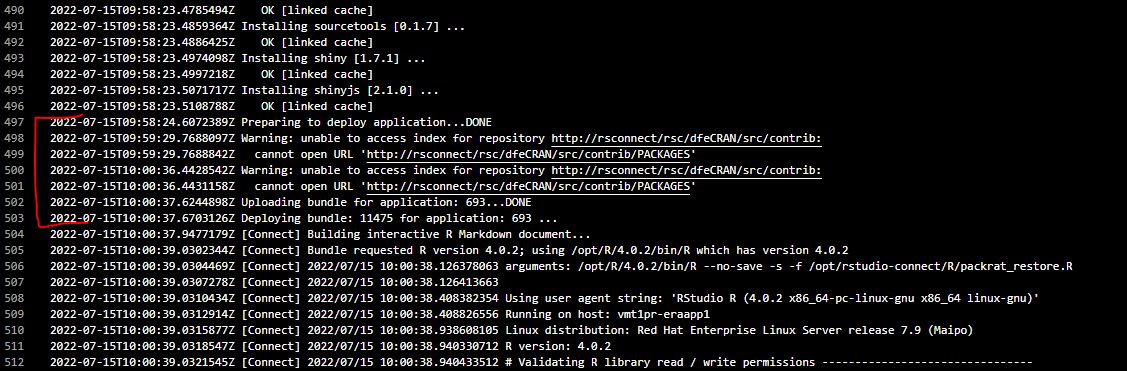 490 2022-07-15T09:58:23.4785494Z OK [linked cache]
491 2022-07-15T09:58:23.4859364Z Installing sourcetools [0.1.7] ...
492 2022-07-15T09:58:23.4886425Z OK [linked cache]
493 2022-07-15T09:58:23.4974098Z Installing shiny [1.7.1] ...
494 2022-07-15T09:58:23.4997218Z OK [linked cache]
495 2022-07-15T09:58:23.5071717Z Installing shinyjs [2.1.0] ...
496 2022-07-15T09:58:23.5108788Z OK [linked cache]
497 2022-07-15T09:58:24.6072389Z Preparing to deploy application...DONE
498 2022-07-15T09:59:29.7688097Z Warning: unable to access index for repository http://rsconnect/rsc/dfeCRAN/src/contrib:
499 2022-07-15T09:59:29.7688842Z cannot open URL 'http://rsconnect/rsc/dfeCRAN/src/contrib/PACKAGES'
500 2022-07-15T10:00:36.4428542Z Warning: unable to access index for repository http://rsconnect/rsc/dfeCRAN/src/contrib:
501 2022-07-15T10:00:36.4431158Z cannot open URL 'http://rsconnect/rsc/dfeCRAN/src/contrib/PACKAGES'
502 2022-07-15T10:00:37.6244898Z Uploading bundle for application: 693...DONE
503 2022-07-15T10:00:37.6703126Z Deploying bundle: 11475 for application: 693 ...
504 2022-07-15T10:00:37.9477179Z [Connect] Building interactive R Markdown document...
505 2022-07-15T10:00:39.0302344Z [Connect] Bundle requested R version 4.0.2; using /opt/R/4.0.2/bin/R which has version 4.0.2
506 2022-07-15T10:00:39.0304469Z [Connect] 2022/07/15 10:00:38.126378063 arguments: /opt/R/4.0.2/bin/R --no-save -s -f /opt/rstudio-connect/R/packrat_restore.R
507 2022-07-15T10:00:39.0307278Z [Connect] 2022/07/15 10:00:38.126413663
508 2022-07-15T10:00:39.0310434Z [Connect] 2022/07/15 10:00:38.408382354 Using user agent string: 'RStudio R (4.0.2 x86_64-pc-linux-gnu x86_64 linux-gnu)'
509 2022-07-15T10:00:39.0312914Z [Connect] 2022/07/15 10:00:38.408826556 Running on host: vmt1pr-eraapp1
510 2022-07-15T10:00:39.0315877Z [Connect] 2022/07/15 10:00:38.938608105 Linux distribution: Red Hat Enterprise Linux Server release 7.9 (Maipo)
511 2022-07-15T10:00:39.0318547Z [Connect] 2022/07/15 10:00:38.940330712 R version: 4.0.2
512 2022-07-15T10:00:39.0321545Z [Connect] 2022/07/15 10:00:38.940433512 # Validating R library read / write permissions --------------------------------